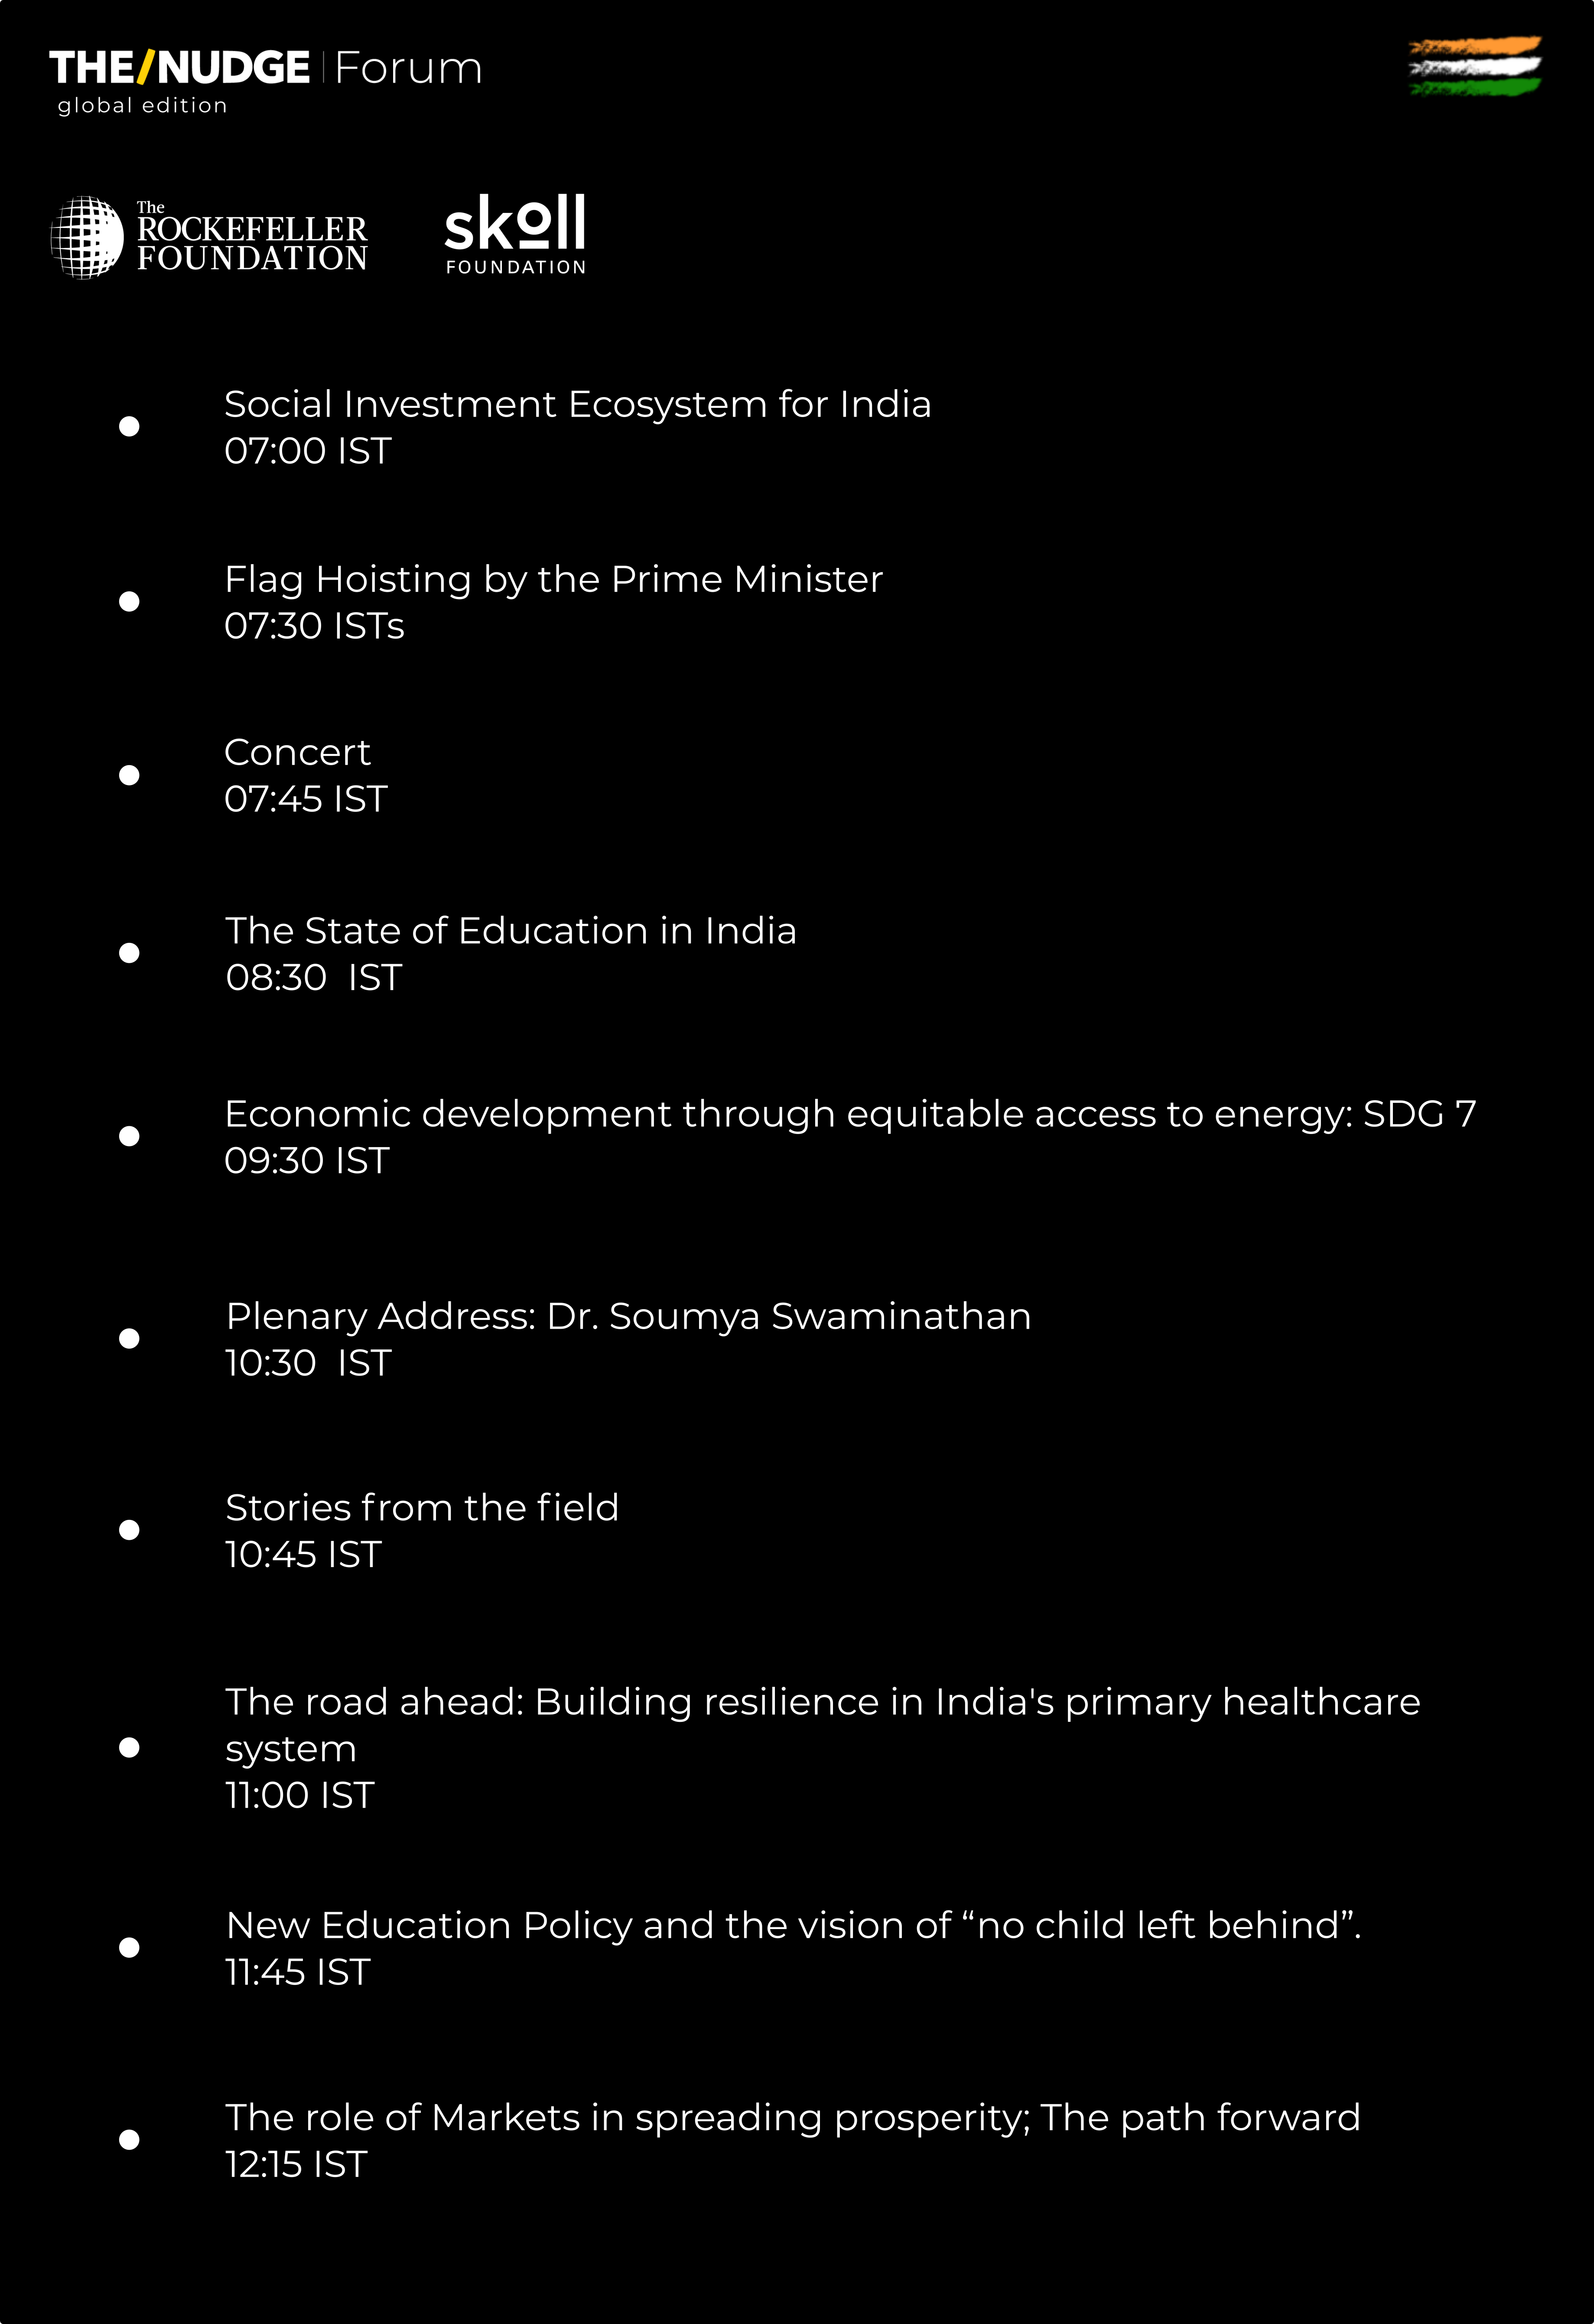 THE/NUDGE | Forum
global edition
The
ROCKEFELLER
FOUNDATION
skoll
FOUNDATION
Social Investment Ecosystem for India
07:00 IST
Flag Hoisting by the Prime Minister
07:30 ISTs
Concert
07:45 IST
The State of Education in India
08:30  IST
Economic development through equitable access to energy: SDG 7
09:30 IST
Plenary Address: Dr. Soumya Swaminathan
10:30  IST
Stories from the field
10:45 IST
The road ahead: Building resilience in India's primary healthcare
system
11:00 IST
New Education Policy and the vision of “no child left behind”.
11:45 IST
The role of Markets in spreading prosperity; The path forward
12:15 IST